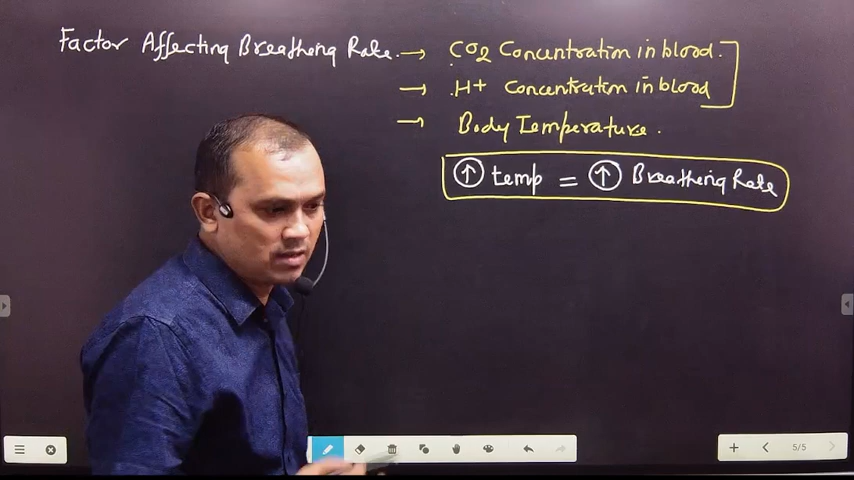 Factor Affecting Breathing Rate. → CO2 Concentration in blood.
→ H+ Concentration in blood
→ Body Temperature.
↑ temp = ↑ Breathing Rate
5/5